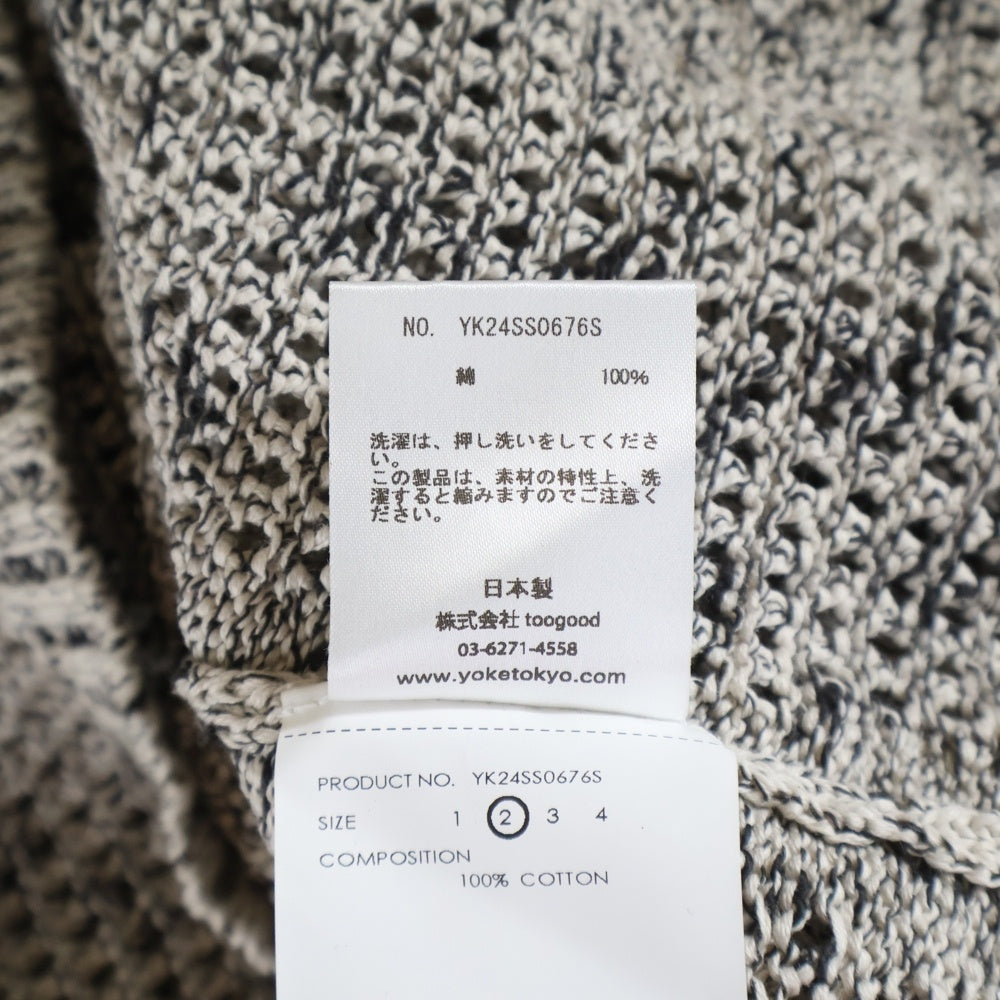 NO. YK24SS0676S
綿 100%
洗濯は、押し洗いをしてくださ
い。
この製品は、素材の特性上、洗
濯すると縮みますのでご注意く
ださい。
日本製
株式会社 toogood
03-6271-4558
www.yoketokyo.com
PRODUCT NO. YK24SS0676S
SIZE 1 2 3 4
COMPOSITION
100% COTTON